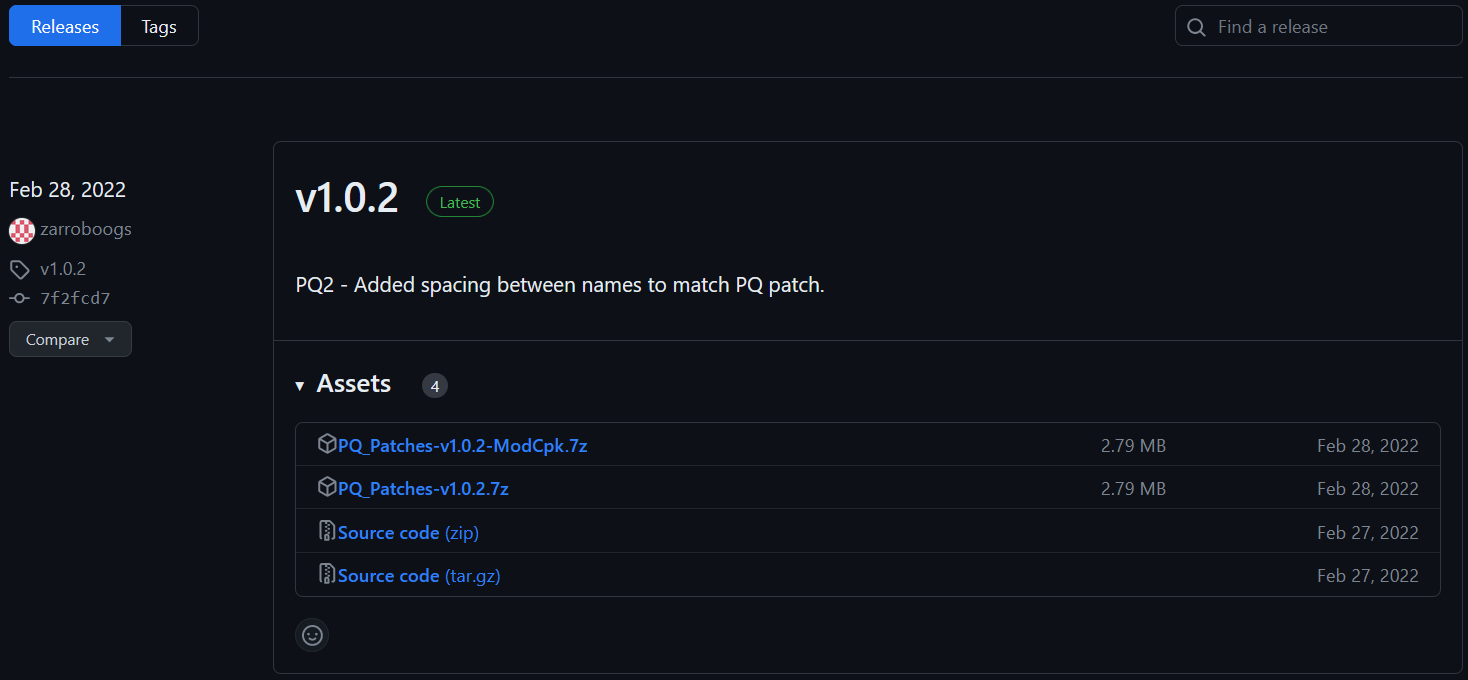 Releases
Tags
Find a release
Feb 28, 2022
zarroboogs
v1.0.2
7f2fcd7
Compare
v1.0.2
Latest
PQ2 - Added spacing between names to match PQ patch.
Assets
4
PQ_Patches-v1.0.2-ModCpk.7z 2.79 MB Feb 28, 2022
PQ_Patches-v1.0.2.7z 2.79 MB Feb 28, 2022
Source code (zip) Feb 27, 2022
Source code (tar.gz) Feb 27, 2022